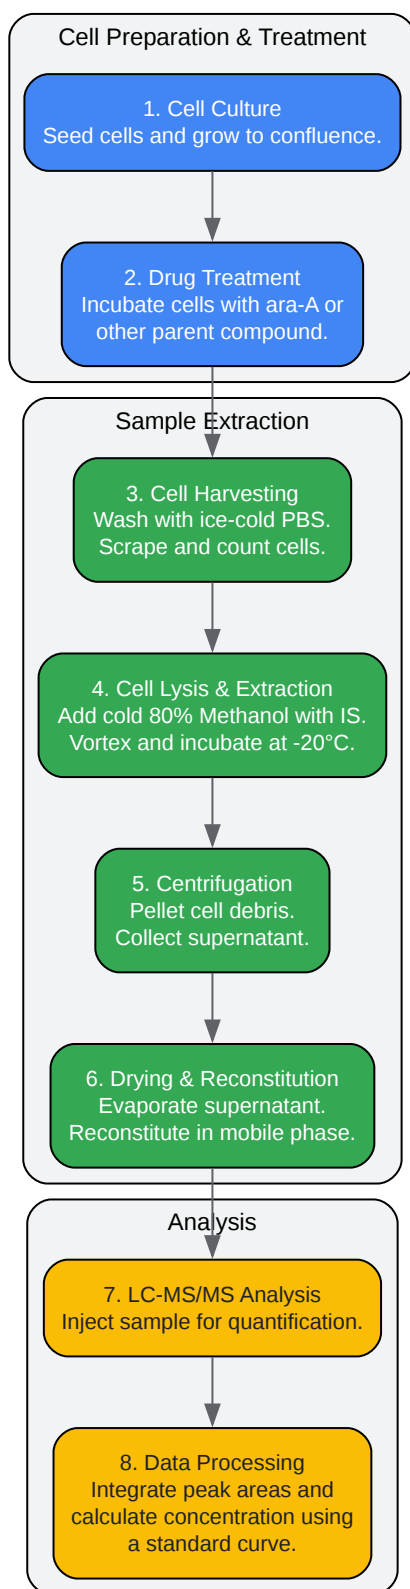 Cell Preparation & Treatment
1. Cell Culture
Seed cells and grow to confluence.
2. Drug Treatment
Incubate cells with ara-A or
other parent compound.
Sample Extraction
3. Cell Harvesting
Wash with ice-cold PBS.
Scrape and count cells.
4. Cell Lysis & Extraction
Add cold 80% Methanol with IS.
Vortex and incubate at -20°C.
5. Centrifugation
Pellet cell debris.
Collect supernatant.
6. Drying & Reconstitution
Evaporate supernatant.
Reconstitute in mobile phase.
Analysis
7. LC-MS/MS Analysis
Inject sample for quantification.
8. Data Processing
Integrate peak areas and
calculate concentration using
a standard curve.